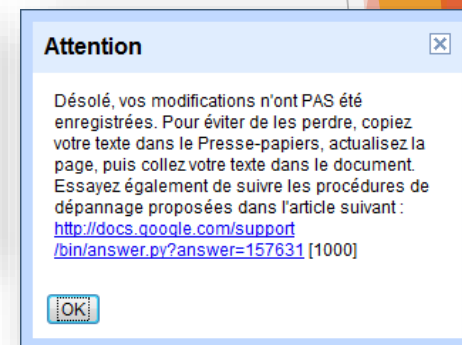 Attention
Désolé, vos modifications n'ont PAS été
enregistrées. Pour éviter de les perdre, copiez
votre texte dans le Presse-papiers, actualisez la
page, puis collez votre texte dans le document.
Essayez également de suivre les procédures de
dépannage proposées dans l'article suivant :
http://docs.google.com/support
/bin/answer.py?answer=157631 [1000]
OK